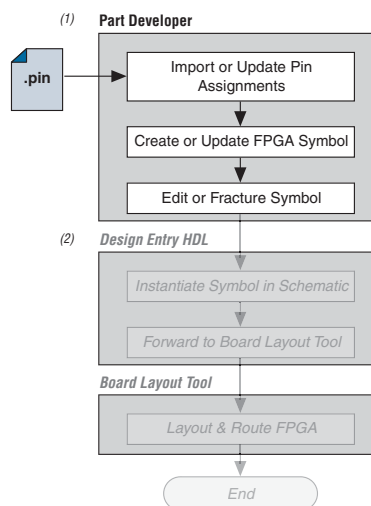 (1) Part Developer
.pin
Import or Update Pin
Assignments
Create or Update FPGA Symbol
Edit or Fracture Symbol
(2) Design Entry HDL
Instantiate Symbol in Schematic
Forward to Board Layout Tool
Board Layout Tool
Layout & Route FPGA
End